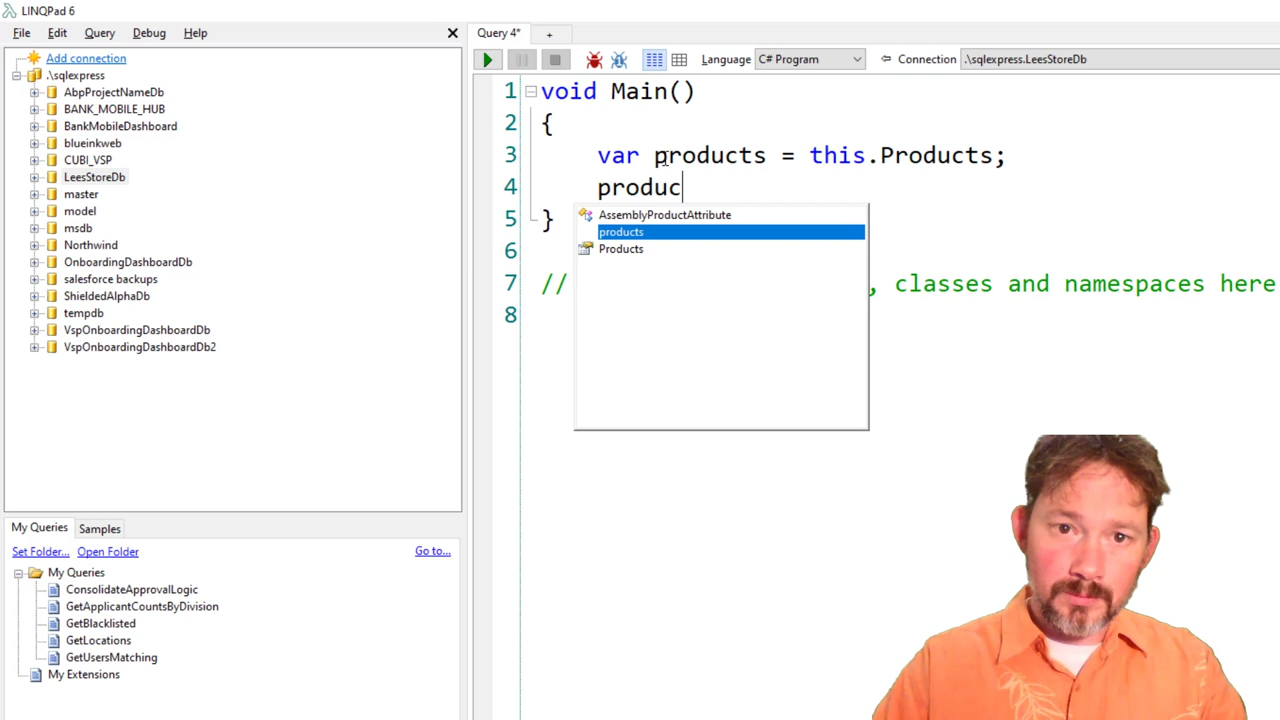 LINQPad 6
File Edit Query Debug Help
Add connection
.\sqlexpress
AbpProjectNameDb
BANK_MOBILE_HUB
BankMobileDashboard
blueinkweb
CUBI_VSP
LeesStoreDb
master
model
msdb
Northwind
OnboardingDashboardDb
salesforce backups
ShieldedAlphaDb
tempdb
VspOnboardingDashboardDb
VspOnboardingDashboardDb2
My Queries Samples
Set Folder... Open Folder Go to...
My Queries
ConsolidateApprovalLogic
GetApplicantCountsByDivision
GetBlacklisted
GetLocations
GetUsersMatching
My Extensions
Query 4* +
Language C# Program Connection .\sqlexpress.LeesStoreDb
1 void Main()
2 {
3 var products = this.Products;
4 produc
AssemblyProductAttribute
products
Products
5 }
6
7 // , classes and namespaces here
8